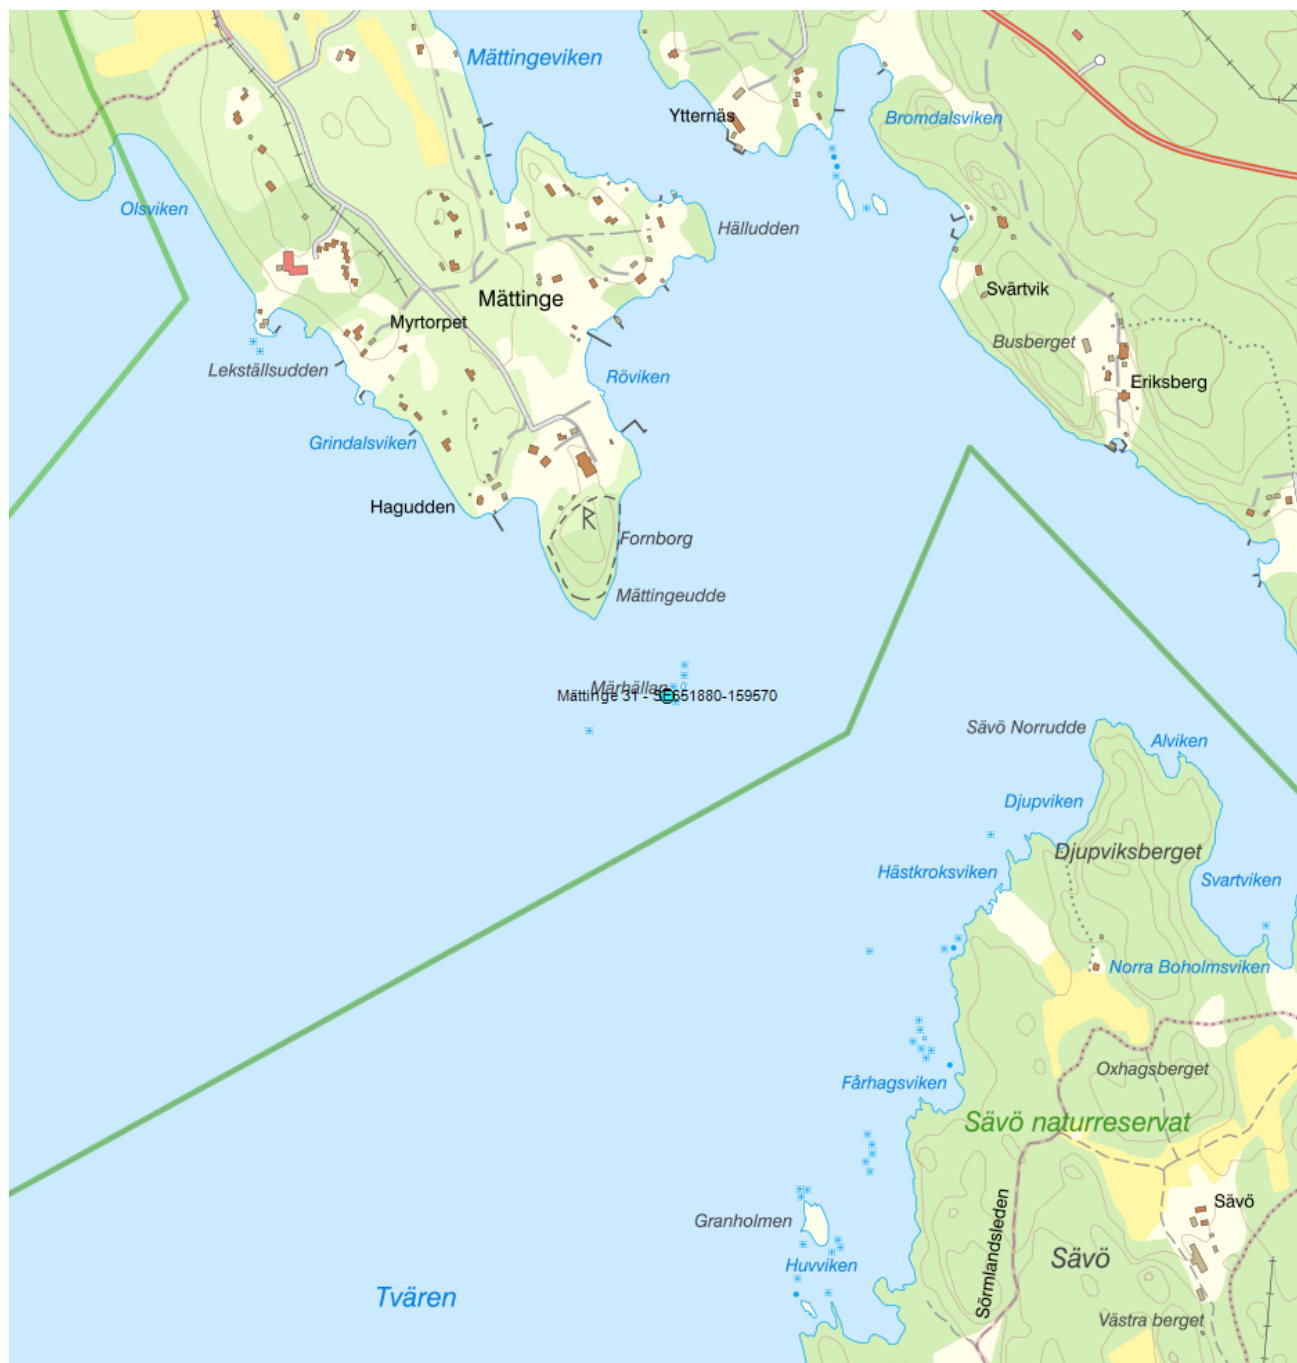 Mättingeviken
Ytternäs
Bromdalsviken
Olsviken
Hälludden
Mättinge
Svärtvik
Myrtorpet
Busberget
Lekställsudden
Röviken
Eriksberg
Grindalsviken
Hagudden
Fornborg
Mättingeudde
Märhällan
Mättinge 31 - SE651880-159570
Sävö Norrudde
Alviken
Djupviken
Djupviksberget
Hästkroksviken
Svartviken
Norra Boholmsviken
Oxhagsberget
Fårhagsviken
Sävö naturreservat
Sävö
Granholmen
Sörmlandsleden
Sävö
Huvviken
Tvären
Västra berget